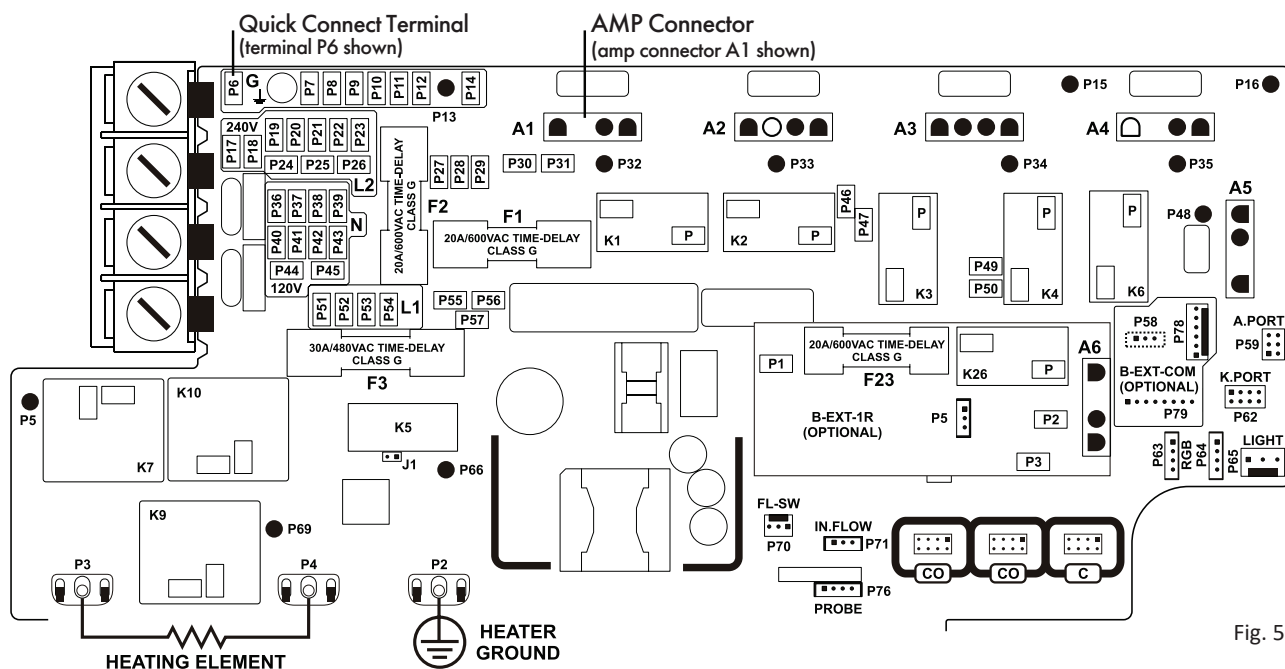 Quick Connect Terminal
(terminal P6 shown)
AMP Connector
(amp connector A1 shown)
P6
G
P7
P8
P9
P10
P11
P12
P13
P14
P15
P16
240V
P17
P18
P19
P20
P21
P22
P23
P24
P25
P26
L2
A1
A2
A3
A4
A5
P27
P28
P29
P30
P31
P32
P33
P34
P35
P36
P37
P38
P39
N
P40
P41
P42
P43
P44
P45
120V
F2
20A/600VAC TIME-DELAY
CLASS G
F1
20A/600VAC TIME-DELAY
CLASS G
K1
P
K2
P
P46
P47
P
K3
P49
P50
P
K4
P
K6
P48
P51
P52
P53
P54
L1
P55
P56
P57
30A/480VAC TIME-DELAY
CLASS G
F3
P1
20A/600VAC TIME-DELAY
CLASS G
F23
K26
P
A6
B-EXT-1R
(OPTIONAL)
P5
P2
P3
P58
P78
B-EXT-COM
(OPTIONAL)
P79
A.PORT
P59
K.PORT
P62
P63
RGB
P64
P65
LIGHT
P5
K7
K10
K5
J1
P66
K9
P69
P3
P4
P2
HEATING ELEMENT
HEATER
GROUND
FL-SW
P70
IN.FLOW
P71
P76
PROBE
CO
CO
C
Fig. 5